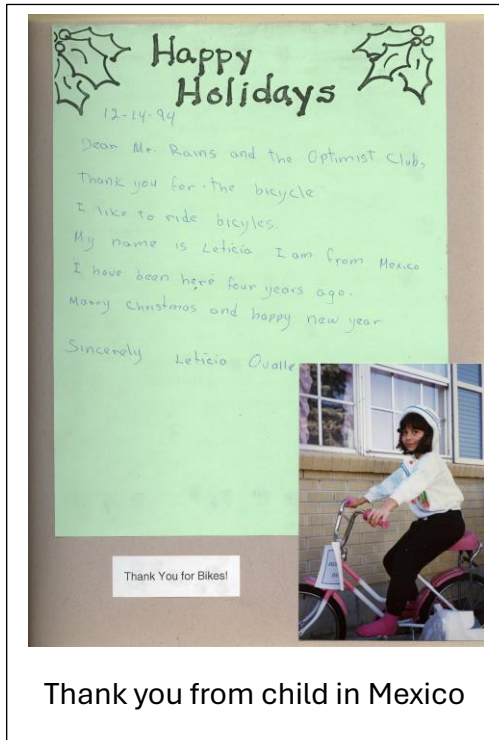 Happy
Holidays
12-14-94
Dear Mr. Rains and the Optimist Club,
Thank you for the bicycle
I like to ride bicyles.
My name is Leticia I am from Mexico
I have been here four years ago.
Marry Christmas and happy new year
Sincerely Leticia Ovalle
Thank You for Bikes!
Thank you from child in Mexico